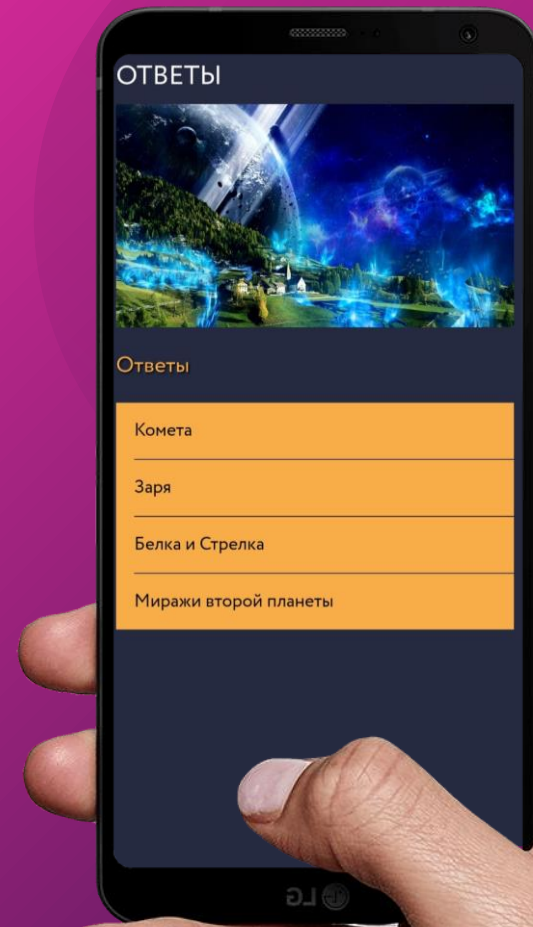 ОТВЕТЫ
Ответы
Комета
Заря
Белка и Стрелка
Миражи второй планеты
LG